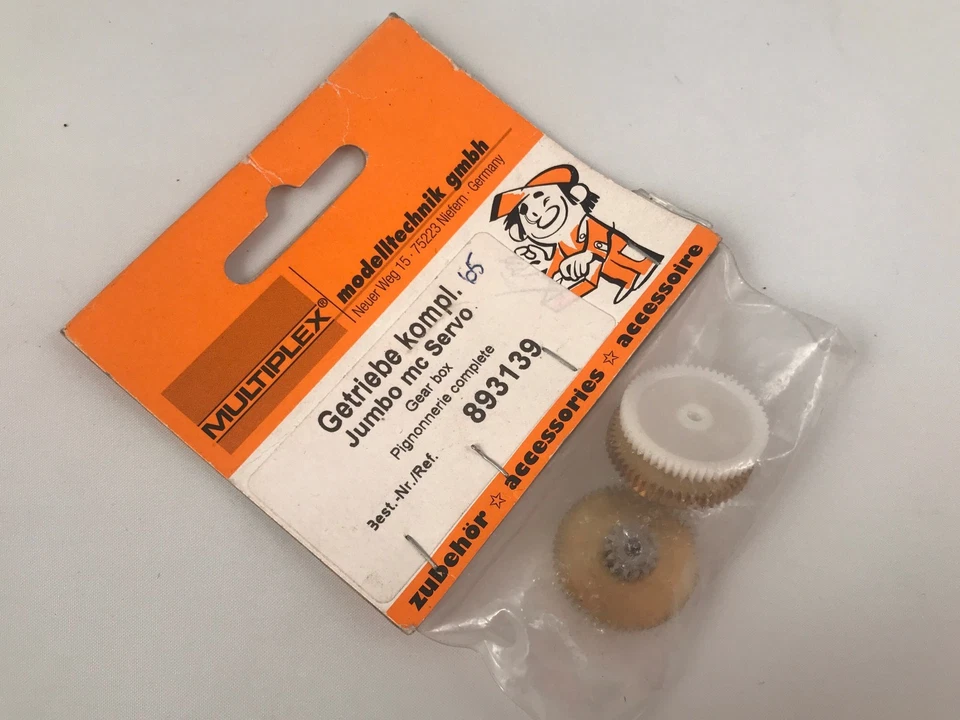 MULTIPLEX®
modelltechnik gmbh
Neuer Weg 15 · 75223 Niefern · Germany
Getriebe kompl.
Jumbo mc Servo
Gear box
Pignonnerie complete
Best.-Nr./Ref. 893139
zubehör ☆ accessories ☆ accessoire